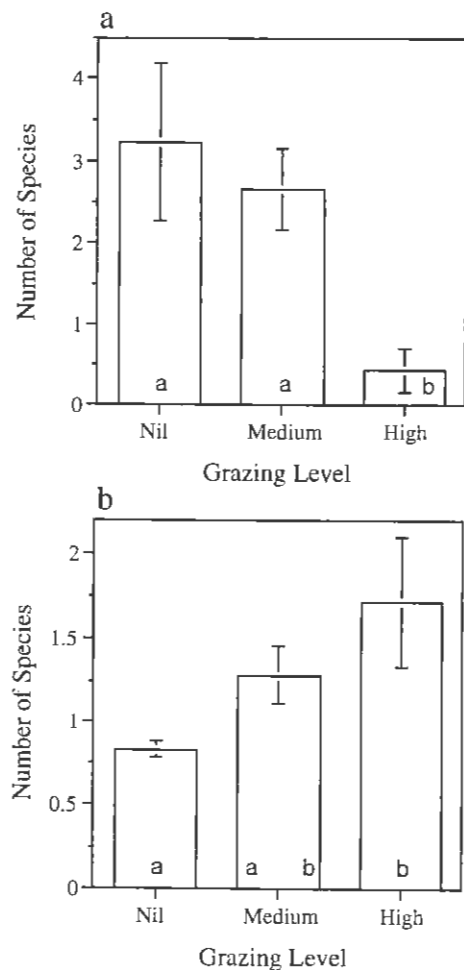 a
Number of Species
4
3
2
1
0
a a b
Nil Medium High
Grazing Level
b
Number of Species
2
1.5
1
0.5
0
a a b b
Nil Medium High
Grazing Level